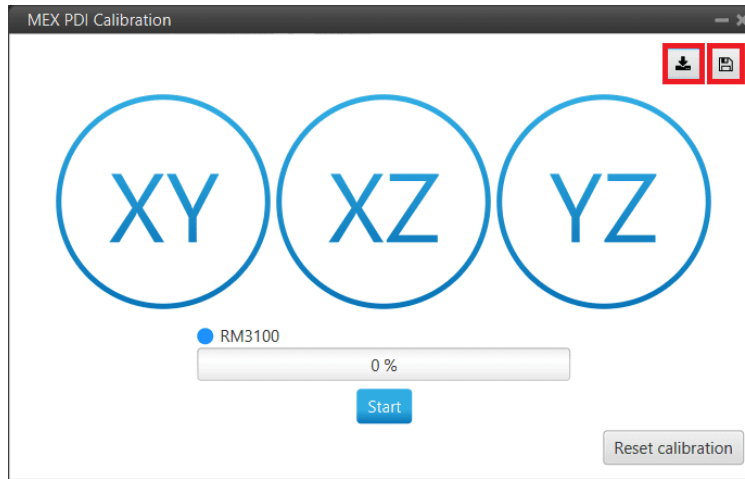 MEX PDI Calibration
XY XZ YZ
RM3100
0 %
Start
Reset calibration